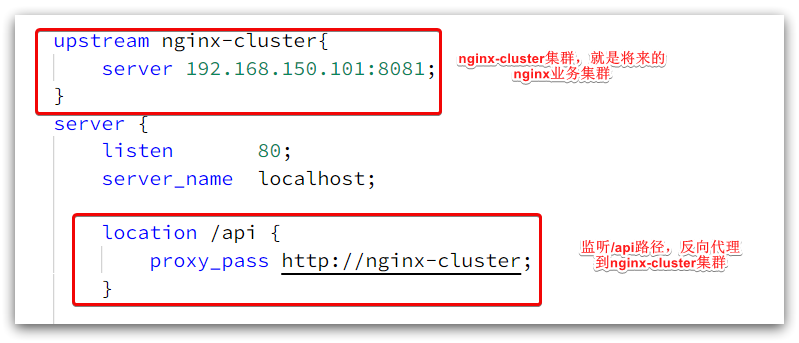 upstream nginx-cluster{
    server 192.168.150.101:8081;
}
nginx-cluster集群，就是将来的
nginx业务集群
server {
    listen       80;
    server_name  localhost;
    location /api {
        proxy_pass http://nginx-cluster;
    }
监听/api路径，反向代理
到nginx-cluster集群